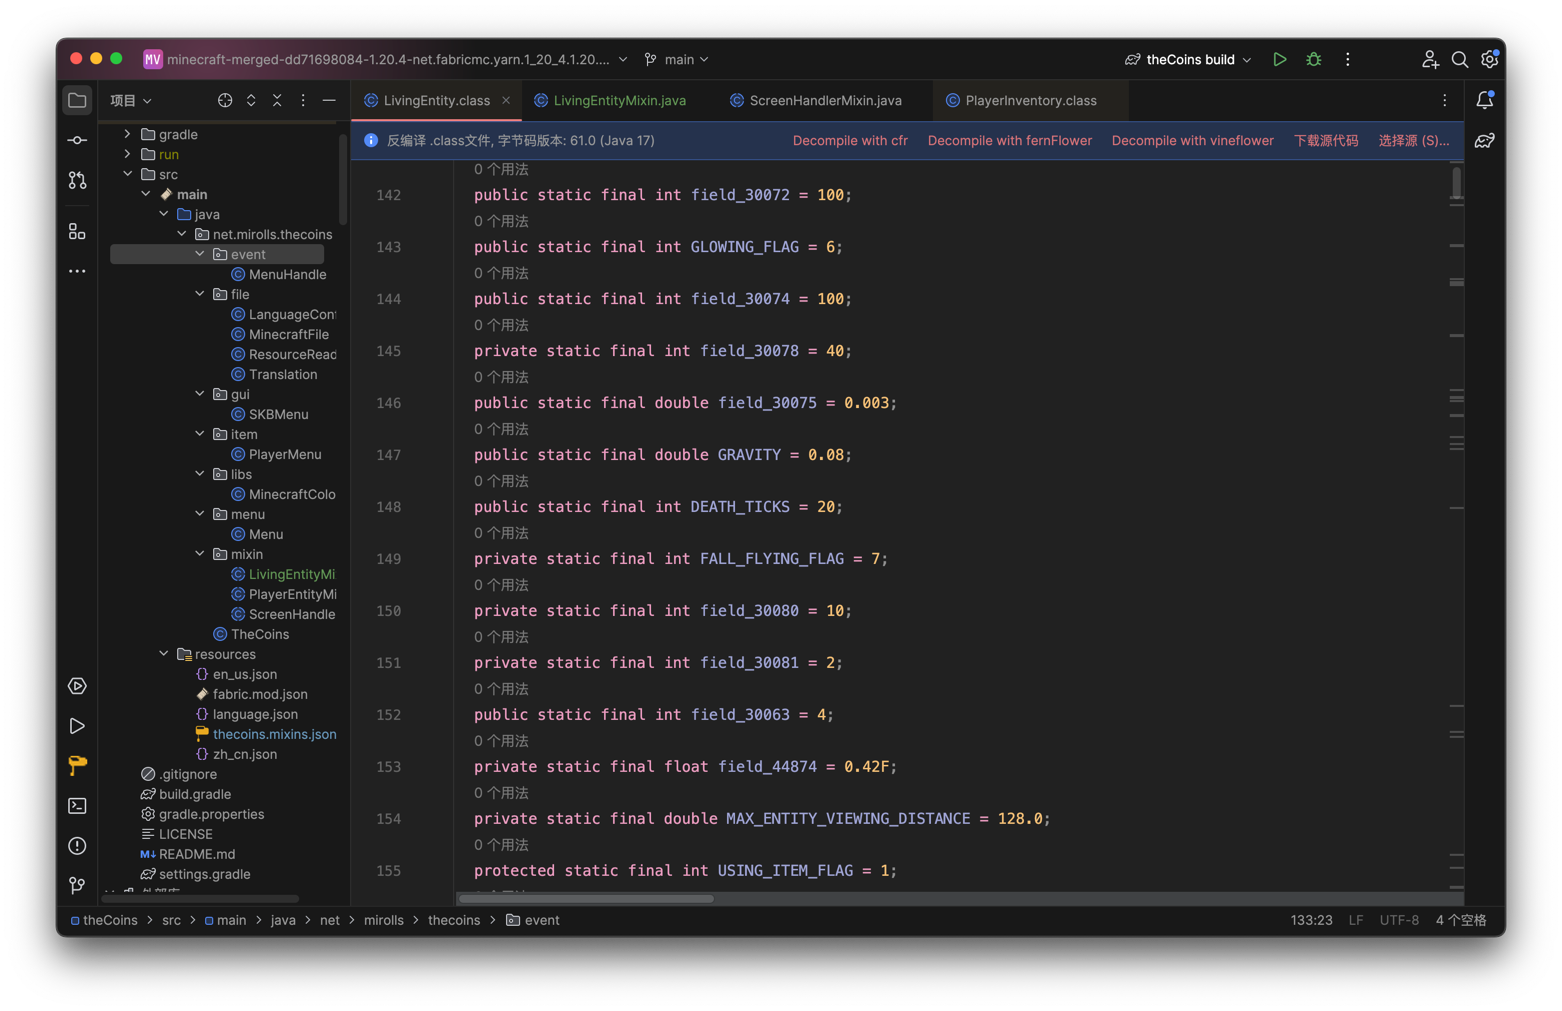 MV minecraft-merged-dd71698084-1.20.4-net.fabricmc.yarn.1_20_4.1.20.... main theCoins build
项目
LivingEntity.class LivingEntityMixin.java ScreenHandlerMixin.java PlayerInventory.class
反编译 .class文件, 字节码版本: 61.0 (Java 17) Decompile with cfr Decompile with fernFlower Decompile with vineflower 下载源代码 选择源 (S)...
gradle
run
src
main
java
net.mirolls.thecoins
event
MenuHandle
file
LanguageCont
MinecraftFile
ResourceRead
Translation
gui
SKBMenu
item
PlayerMenu
libs
MinecraftColo
menu
Menu
mixin
LivingEntityMi
PlayerEntityMi
ScreenHandle
TheCoins
resources
en_us.json
fabric.mod.json
language.json
thecoins.mixins.json
zh_cn.json
.gitignore
build.gradle
gradle.properties
LICENSE
M↓ README.md
settings.gradle
0 个用法
142 public static final int field_30072 = 100;
0 个用法
143 public static final int GLOWING_FLAG = 6;
0 个用法
144 public static final int field_30074 = 100;
0 个用法
145 private static final int field_30078 = 40;
0 个用法
146 public static final double field_30075 = 0.003;
0 个用法
147 public static final double GRAVITY = 0.08;
0 个用法
148 public static final int DEATH_TICKS = 20;
0 个用法
149 private static final int FALL_FLYING_FLAG = 7;
0 个用法
150 private static final int field_30080 = 10;
0 个用法
151 private static final int field_30081 = 2;
0 个用法
152 public static final int field_30063 = 4;
0 个用法
153 private static final float field_44874 = 0.42F;
0 个用法
154 private static final double MAX_ENTITY_VIEWING_DISTANCE = 128.0;
0 个用法
155 protected static final int USING_ITEM_FLAG = 1;
theCoins > src > main > java > net > mirolls > thecoins > event 133:23 LF UTF-8 4 个空格